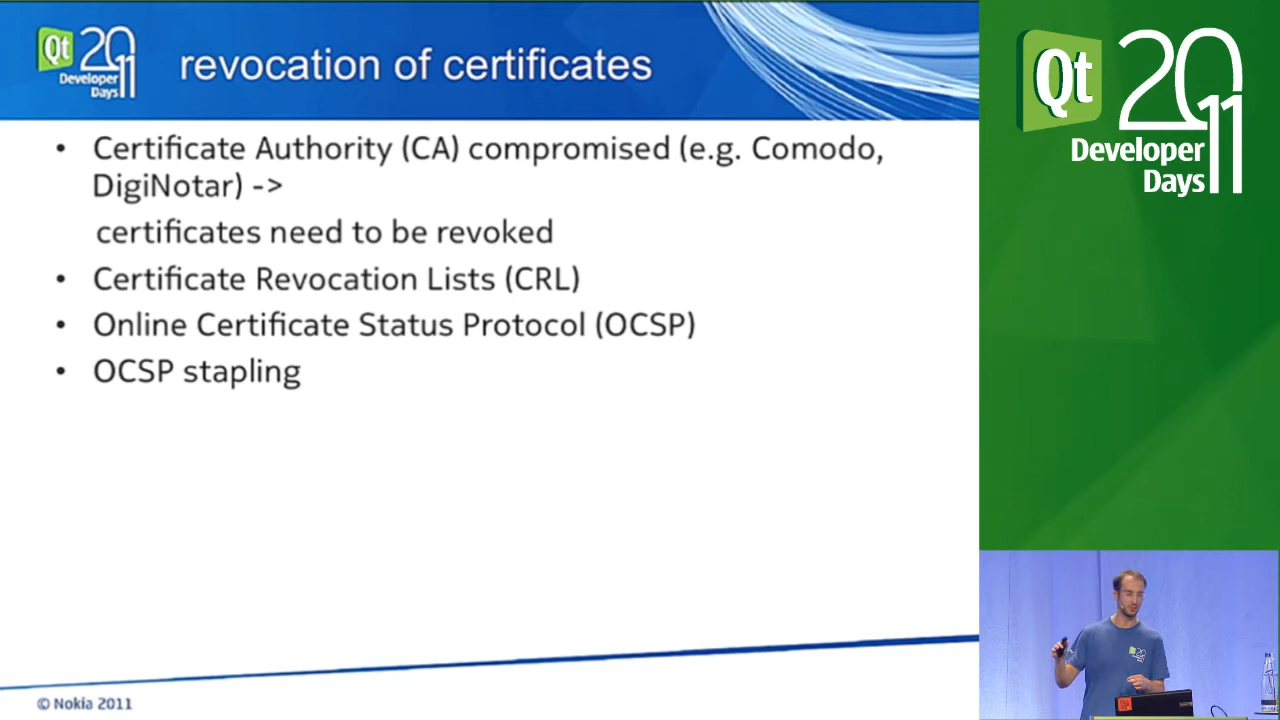 Qt 2011
Developer
Days
revocation of certificates
• Certificate Authority (CA) compromised (e.g. Comodo,
DigiNotar) ->
certificates need to be revoked
• Certificate Revocation Lists (CRL)
• Online Certificate Status Protocol (OCSP)
• OCSP stapling
© Nokia 2011
Qt 2011
Developer
Days